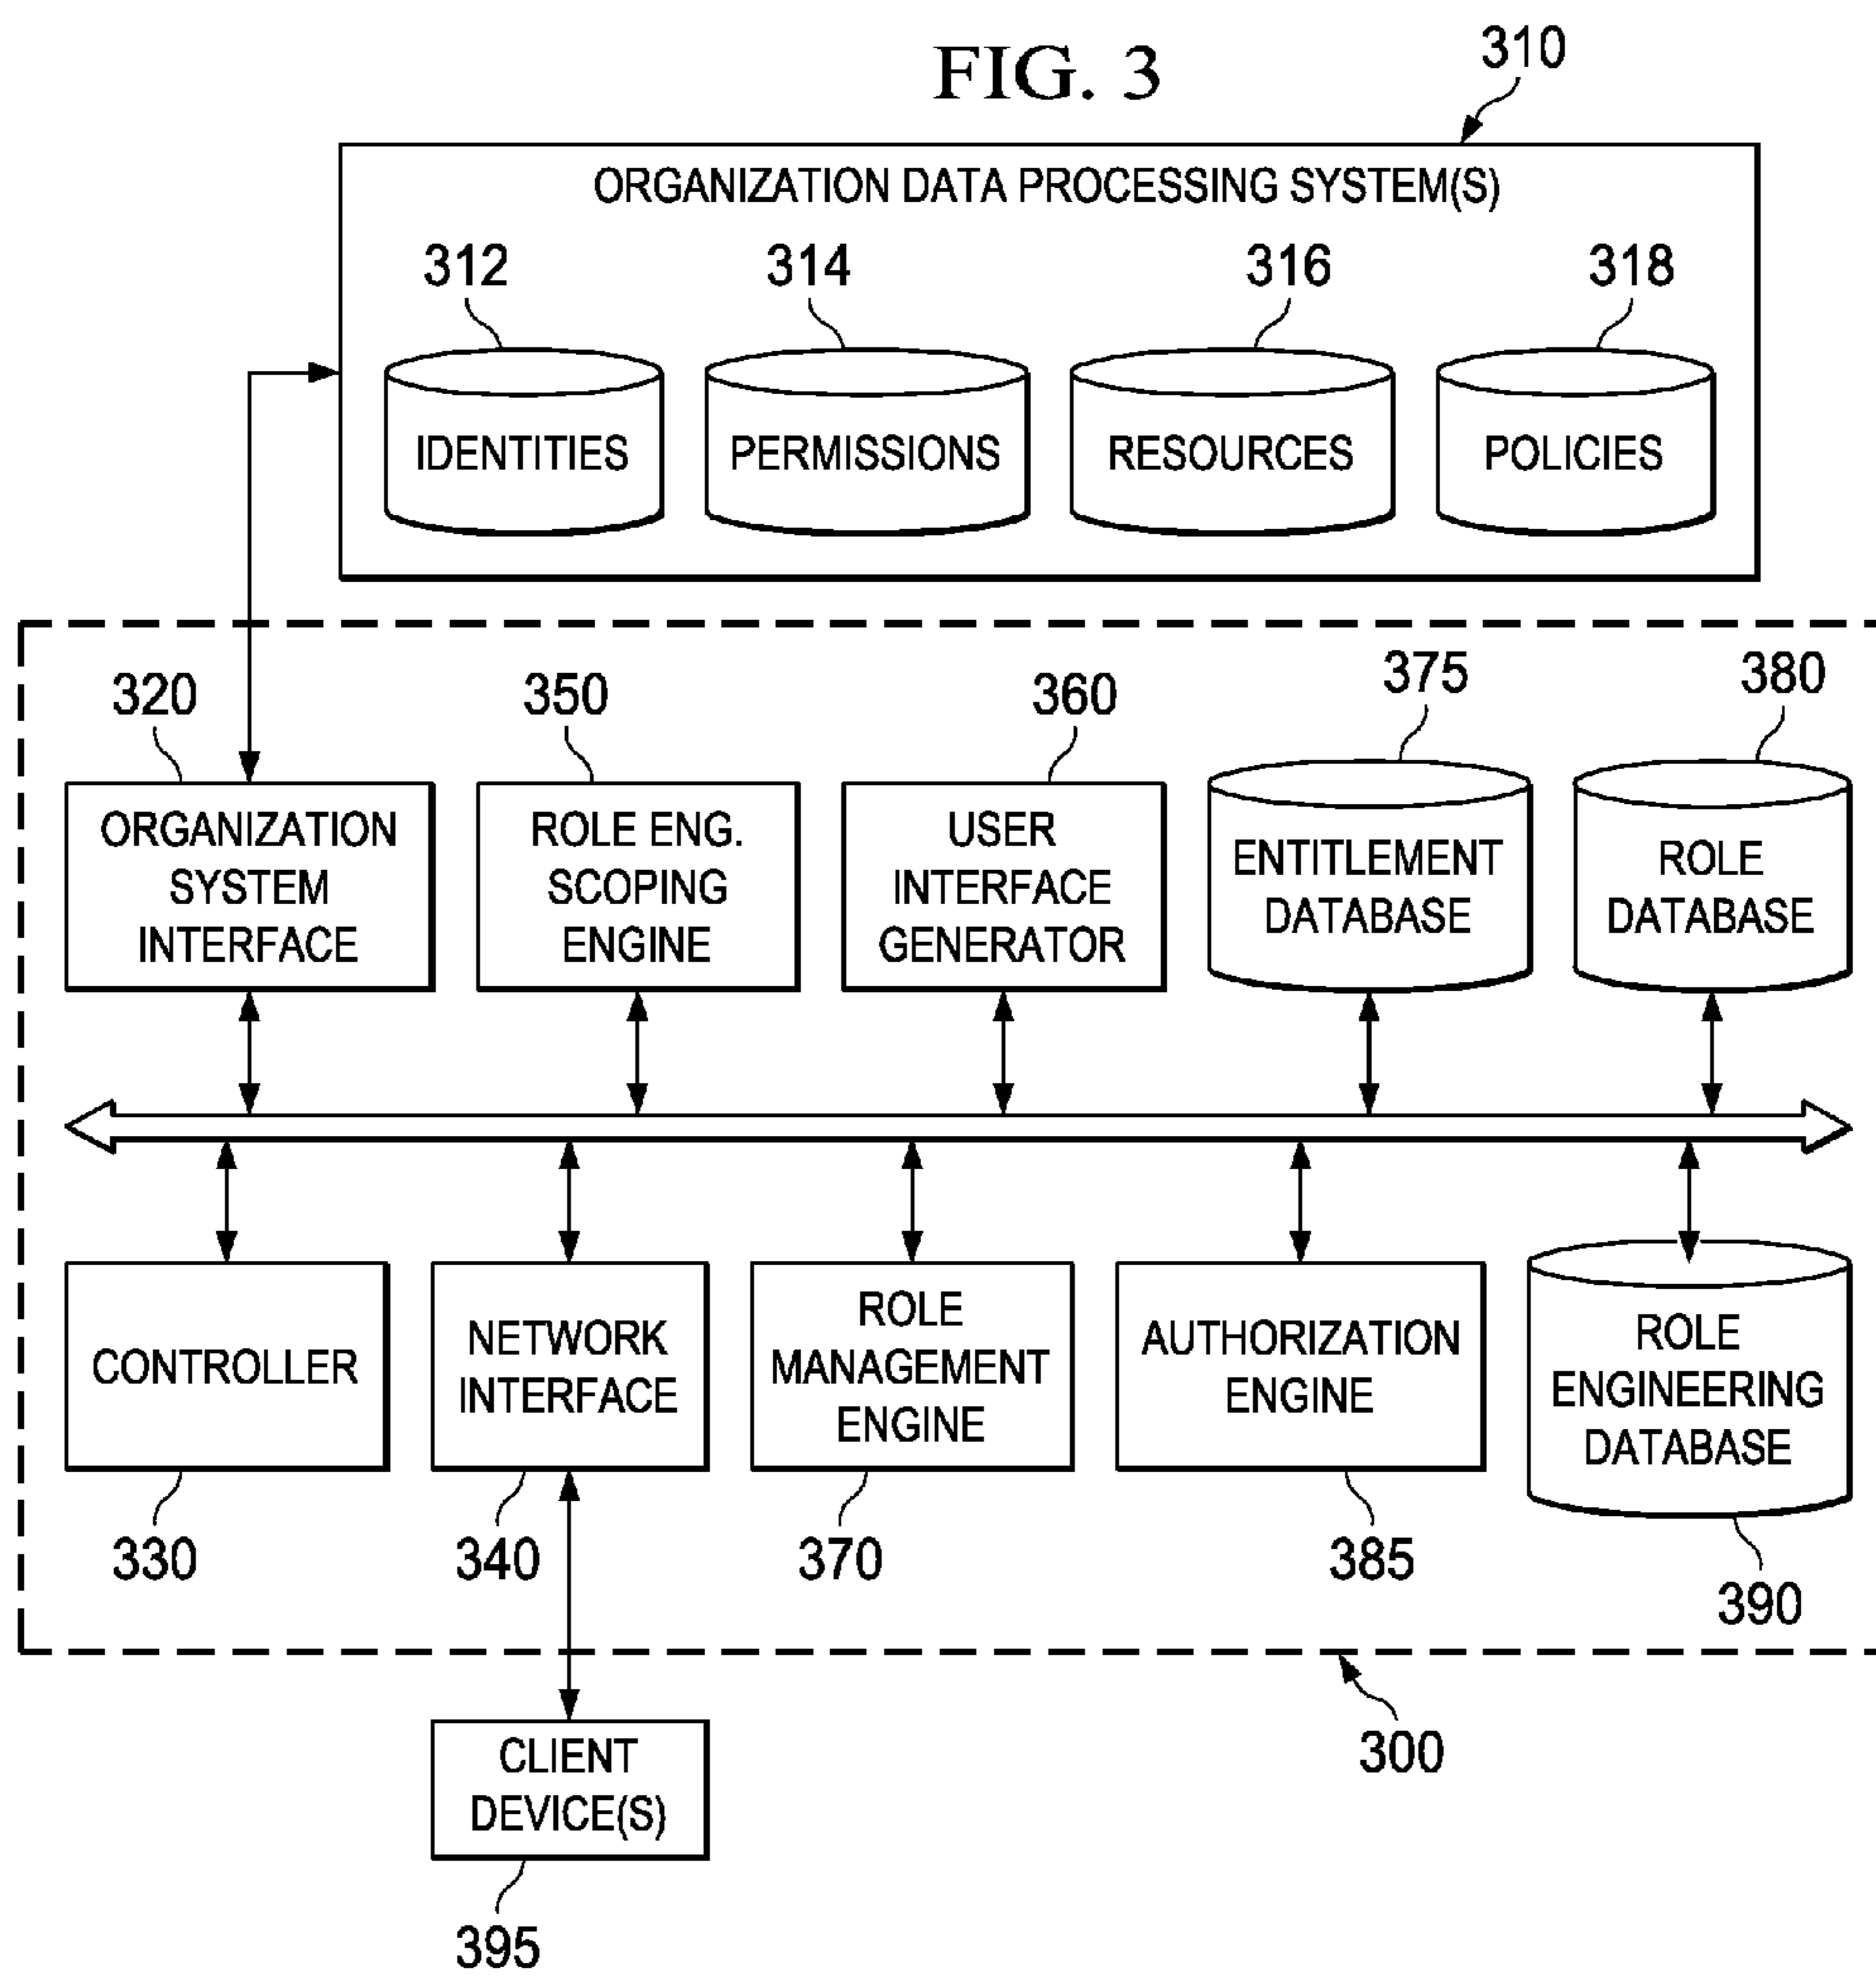 FIG. 3
310
ORGANIZATION DATA PROCESSING SYSTEM(S)
312
314
316
318
IDENTITIES
PERMISSIONS
RESOURCES
POLICIES
320
350
360
375
380
ORGANIZATION
SYSTEM
INTERFACE
ROLE ENG.
SCOPING
ENGINE
USER
INTERFACE
GENERATOR
ENTITLEMENT
DATABASE
ROLE
DATABASE
CONTROLLER
NETWORK
INTERFACE
ROLE
MANAGEMENT
ENGINE
AUTHORIZATION
ENGINE
ROLE
ENGINEERING
DATABASE
330
340
370
385
390
300
CLIENT
DEVICE(S)
395